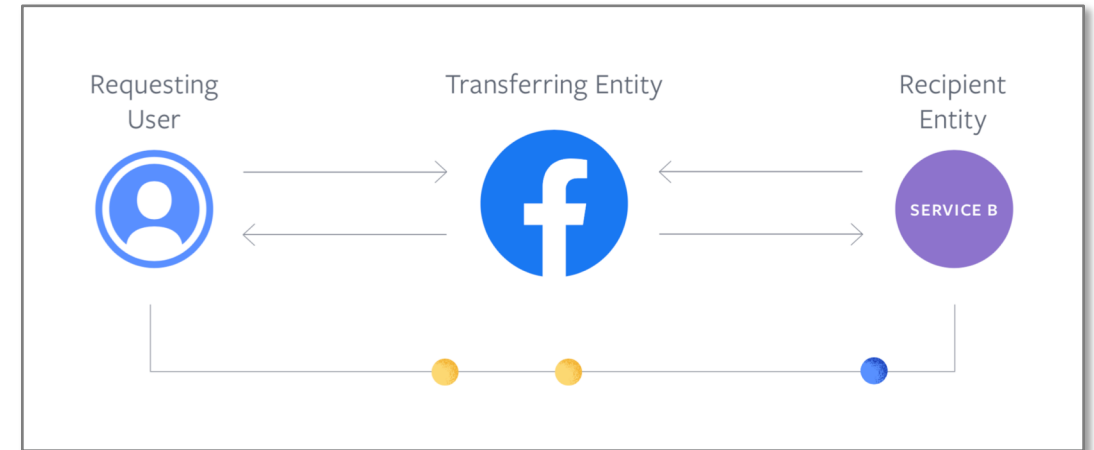 Requesting
User
Transferring Entity
Recipient
Entity
SERVICE B